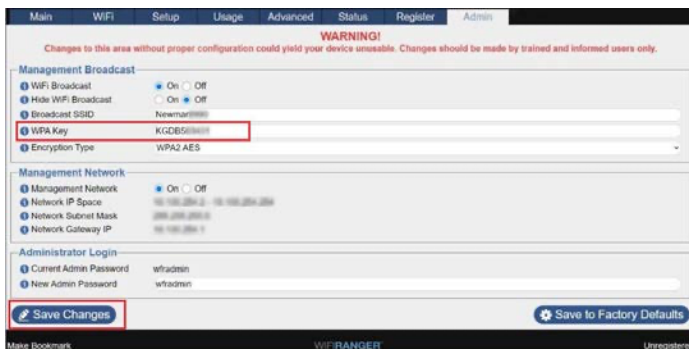 Main WiFi Setup Usage Advanced Status Register Admin
WARNING!
Changes to this area without proper configuration could yield your device unusable. Changes should be made by trained and informed users only.
Management Broadcast
WiFi Broadcast On Off
Hide WiFi Broadcast On Off
Broadcast SSID Newmar
WPA Key KGDB5
Encryption Type WPA2 AES
Management Network
Management Network On Off
Network IP Space
Network Subnet Mask
Network Gateway IP
Administrator Login
Current Admin Password wfradmin
New Admin Password wfradmin
Save Changes Save to Factory Defaults
Make Bookmark WiFiRANGER Unregistere